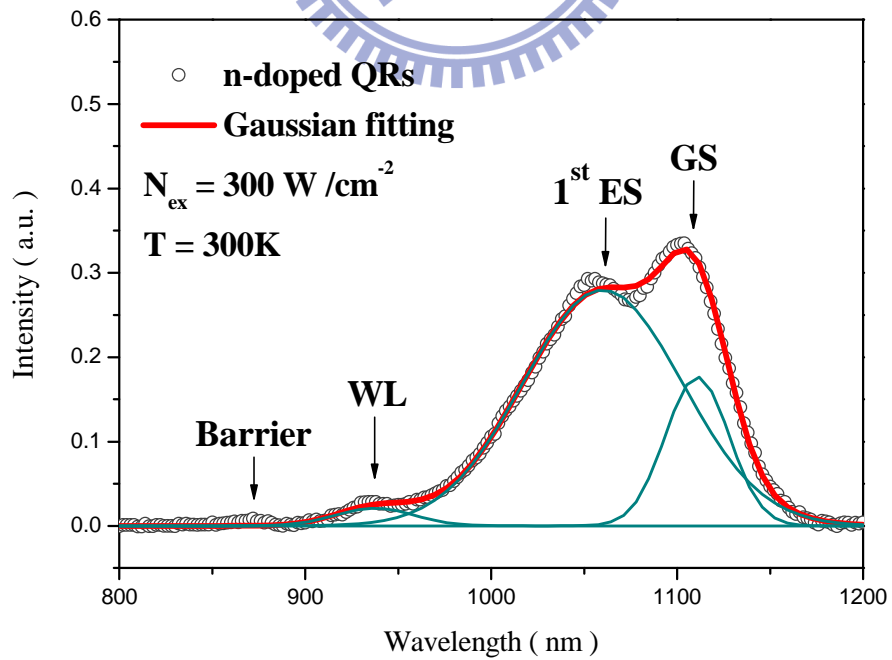 n-doped QRs
Gaussian fitting
N_ex = 300 W /cm^-2
T = 300K
Barrier
WL
1^st ES
GS
Intensity ( a.u. )
0.6
0.5
0.4
0.3
0.2
0.1
0.0
800
900
1000
1100
1200
Wavelength ( nm )